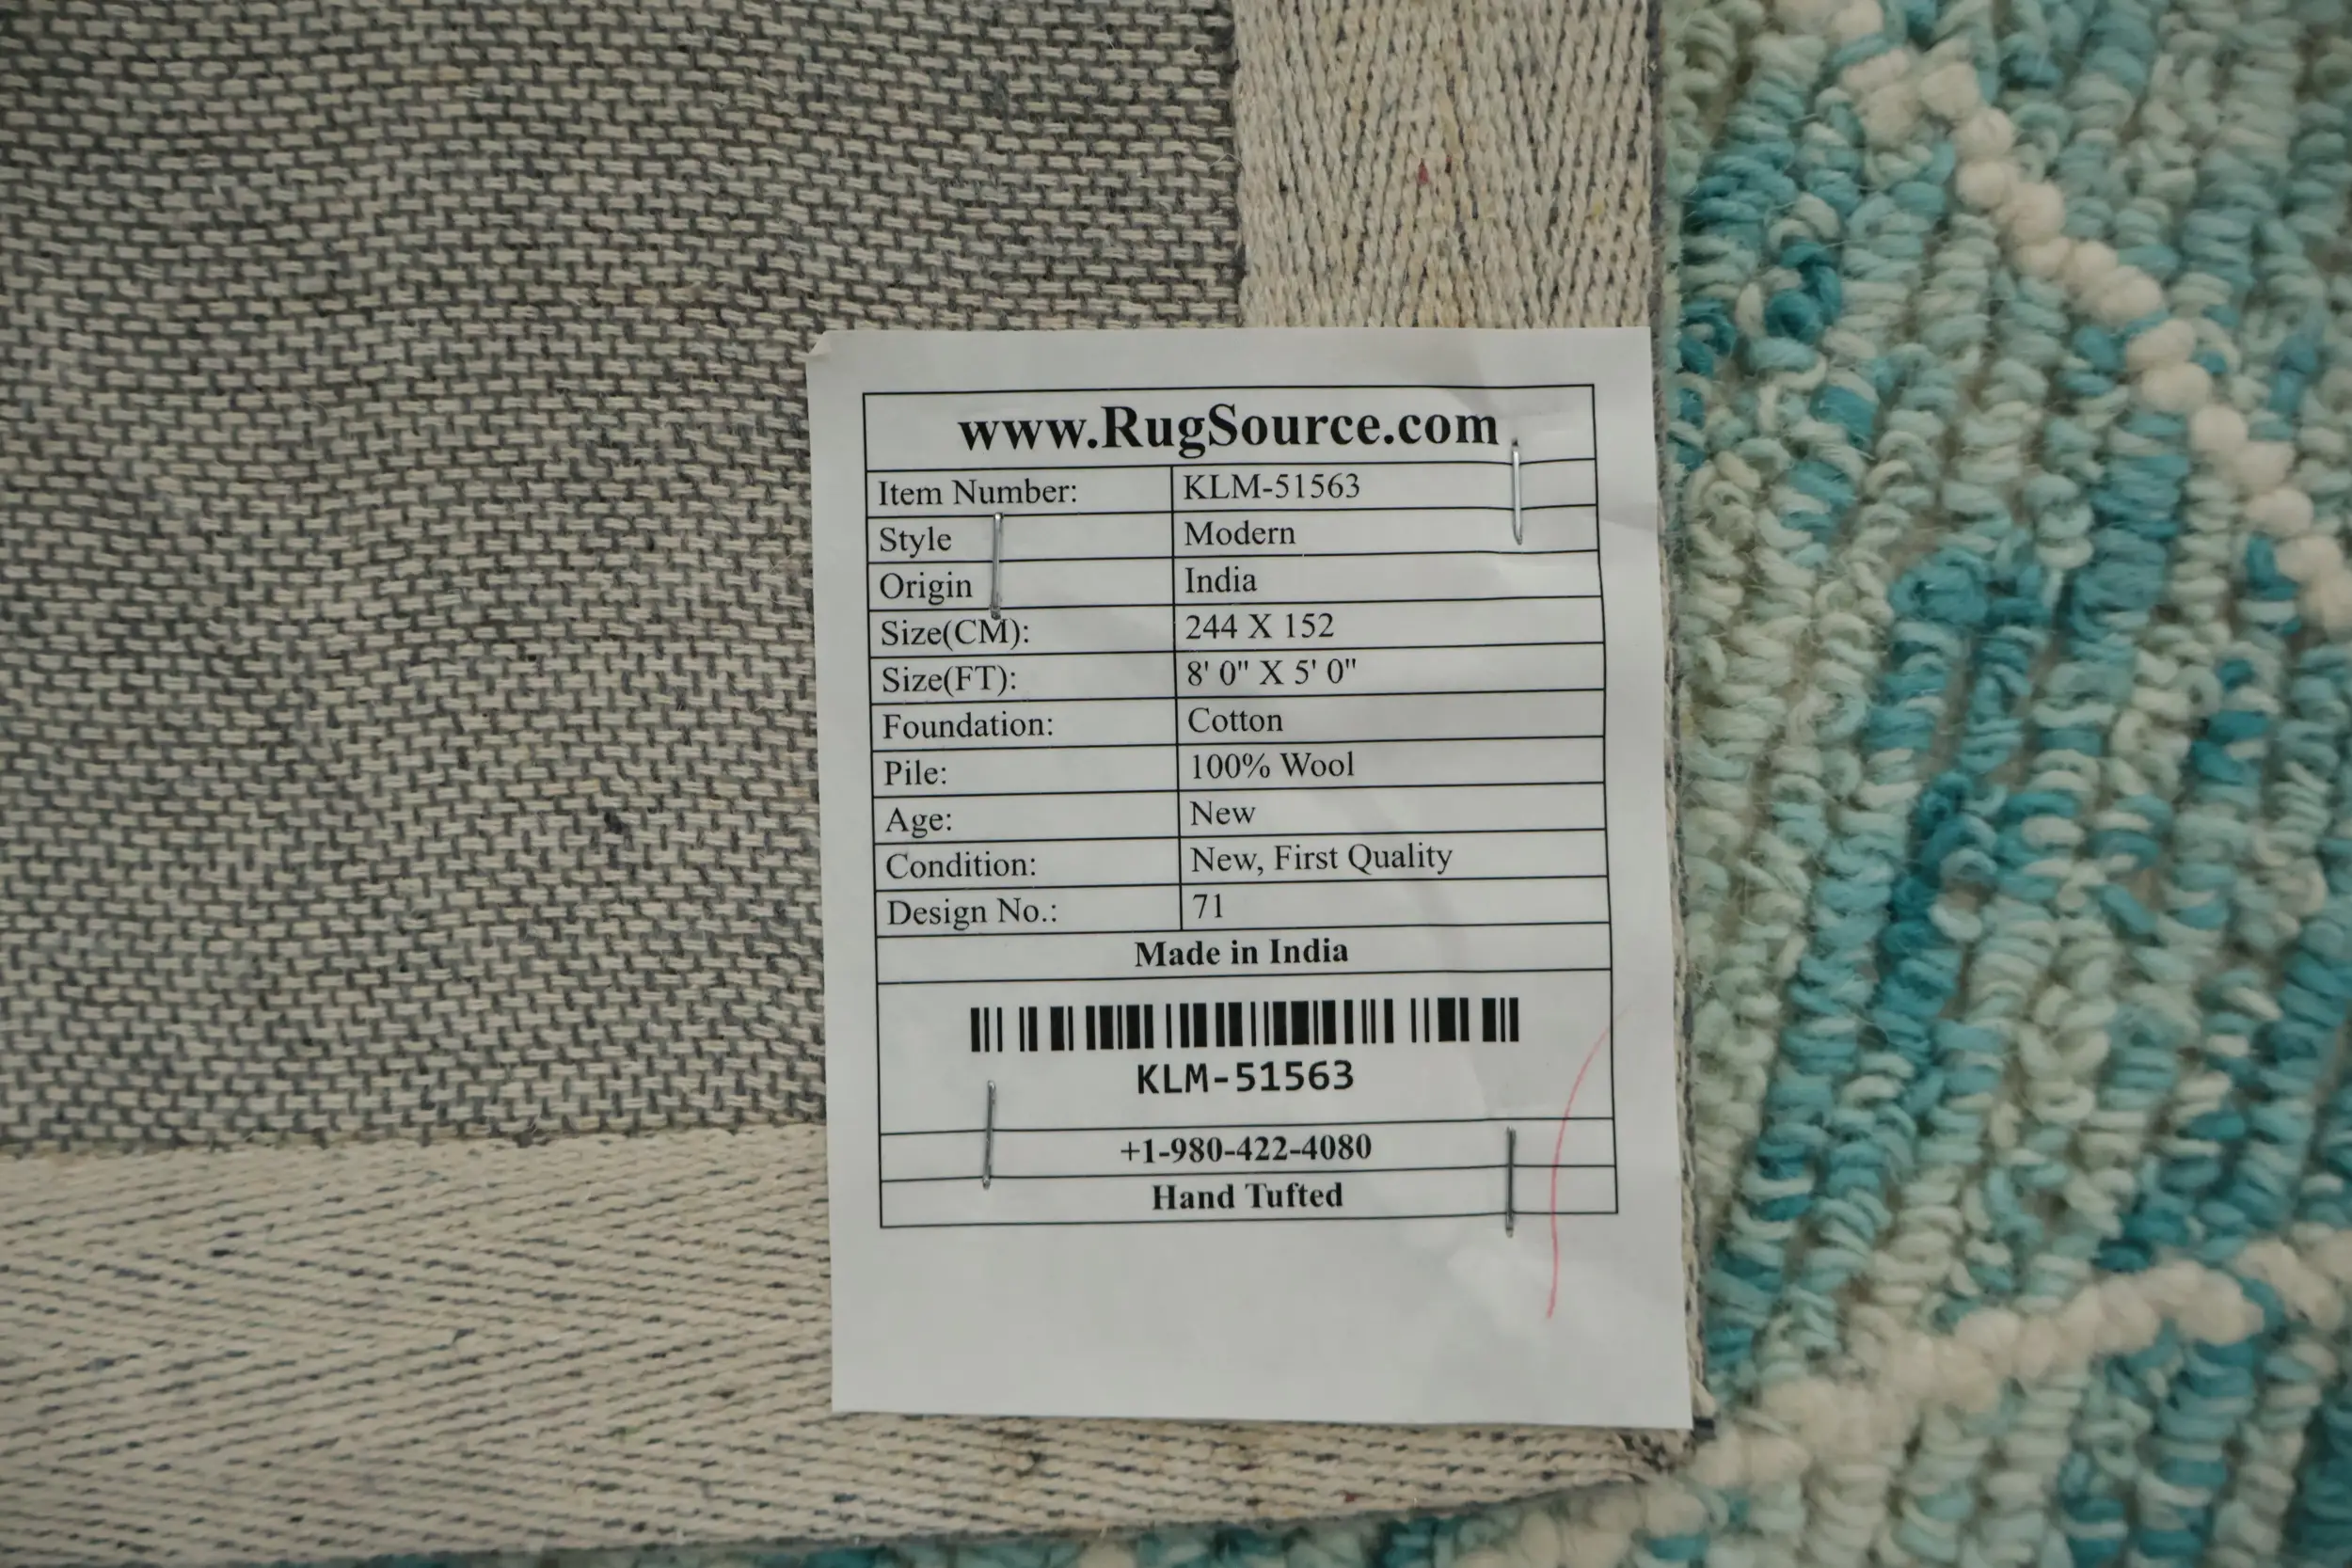 www.RugSource.com
Item Number: KLM-51563
Style Modern
Origin India
Size(CM): 244 X 152
Size(FT): 8' 0" X 5' 0"
Foundation: Cotton
Pile: 100% Wool
Age: New
Condition: New, First Quality
Design No.: 71
Made in India
KLM-51563
+1-980-422-4080
Hand Tufted